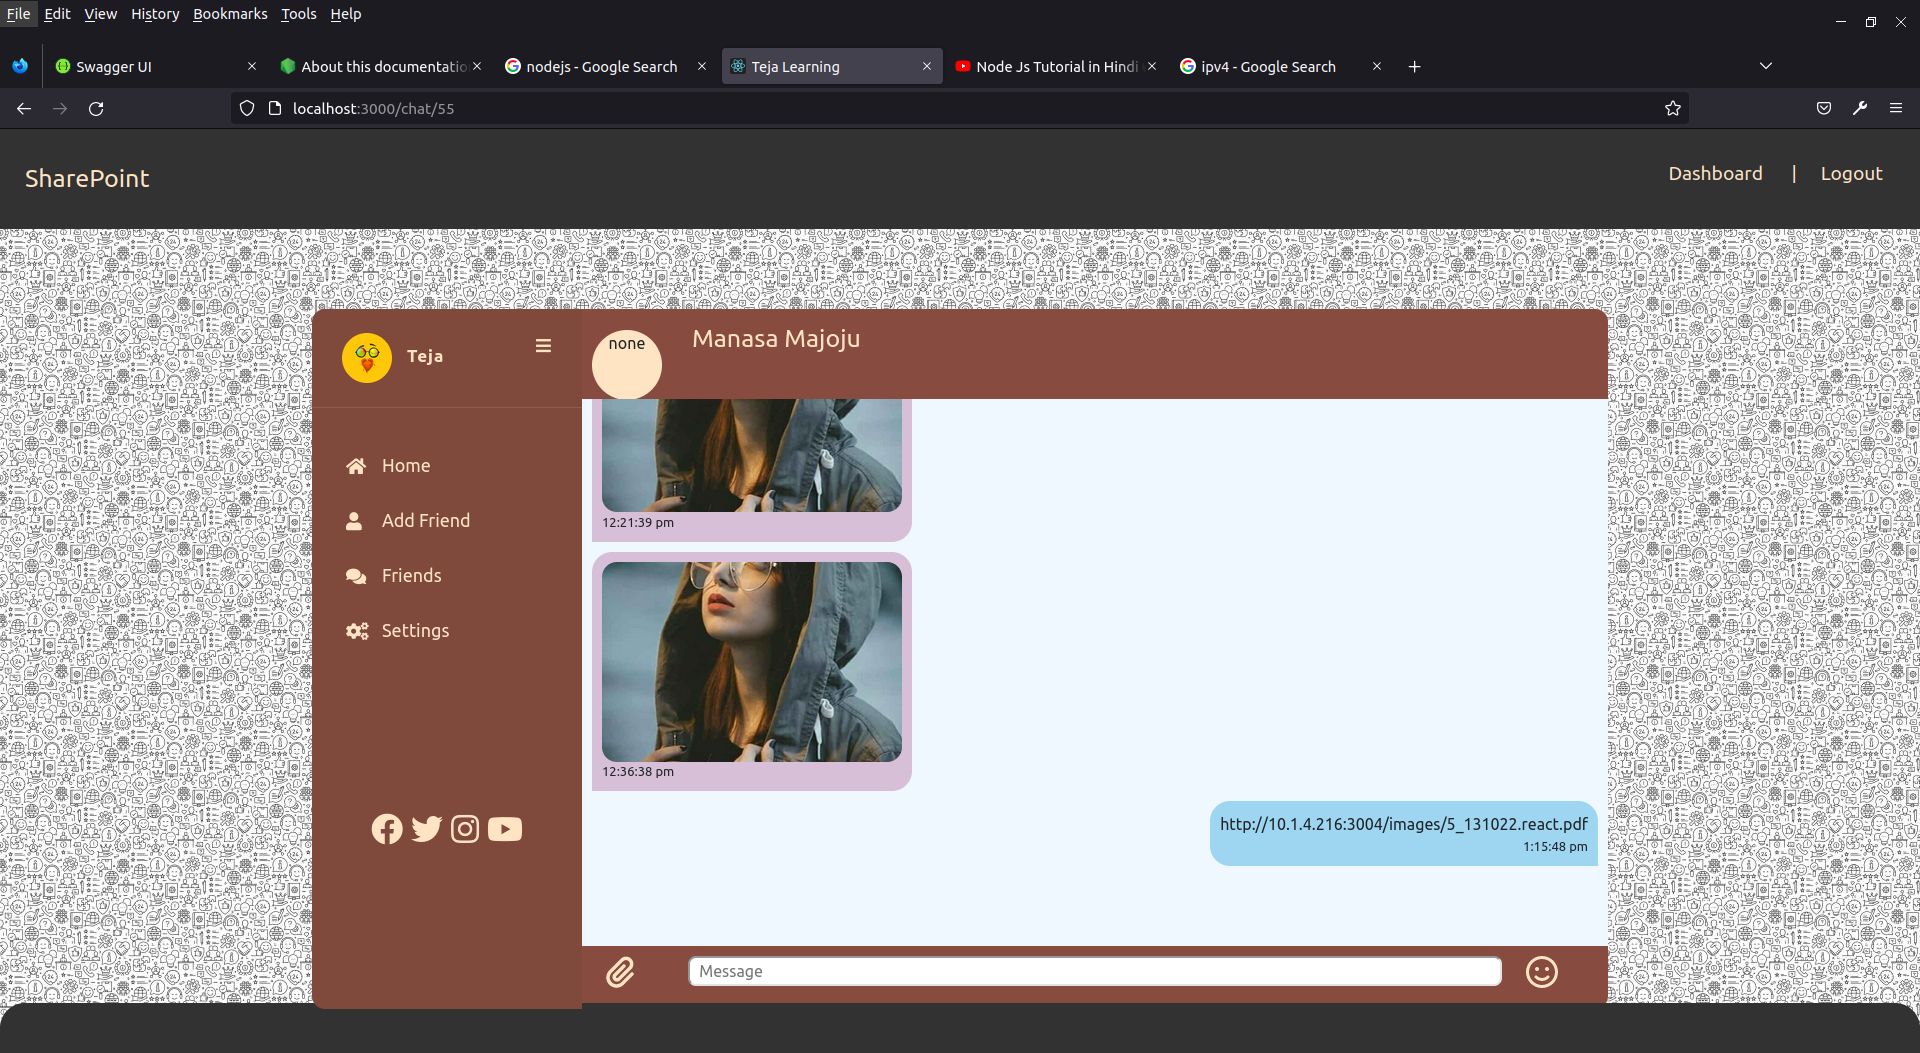 File Edit View History Bookmarks Tools Help
Swagger UI
About this documentatio
nodejs - Google Search
Teja Learning
Node Js Tutorial in Hindi
ipv4 - Google Search
localhost:3000/chat/55
SharePoint
Dashboard | Logout
Teja
none
Manasa Majoju
Home
Add Friend
Friends
Settings
12:21:39 pm
12:36:38 pm
http://10.1.4.216:3004/images/5_131022.react.pdf
1:15:48 pm
Message